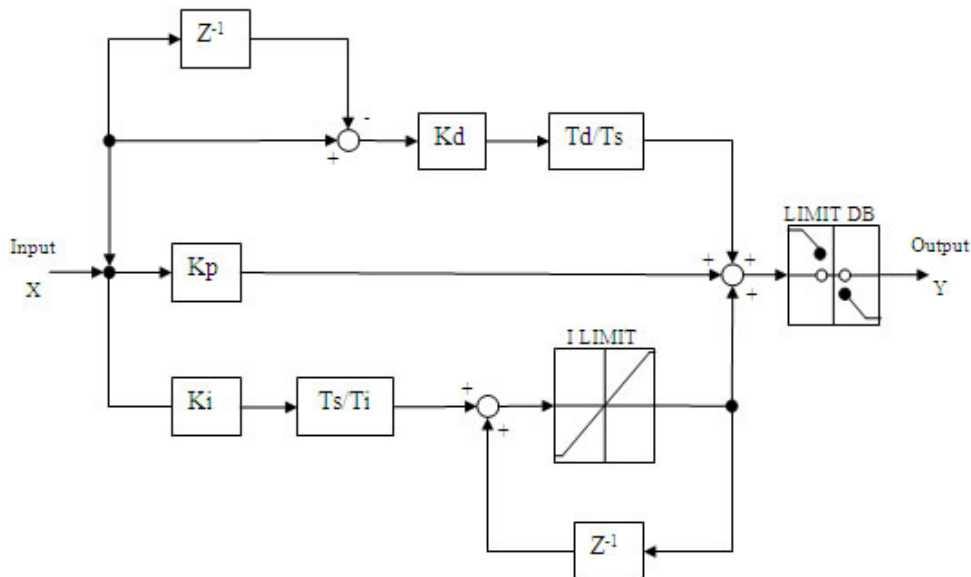 Z-1
-
+
Kd
Td/Ts
LIMIT DB
Input
X
Kp
+
+
+
Output
Y
I LIMIT
Ki
Ts/Ti
+
+
Z-1